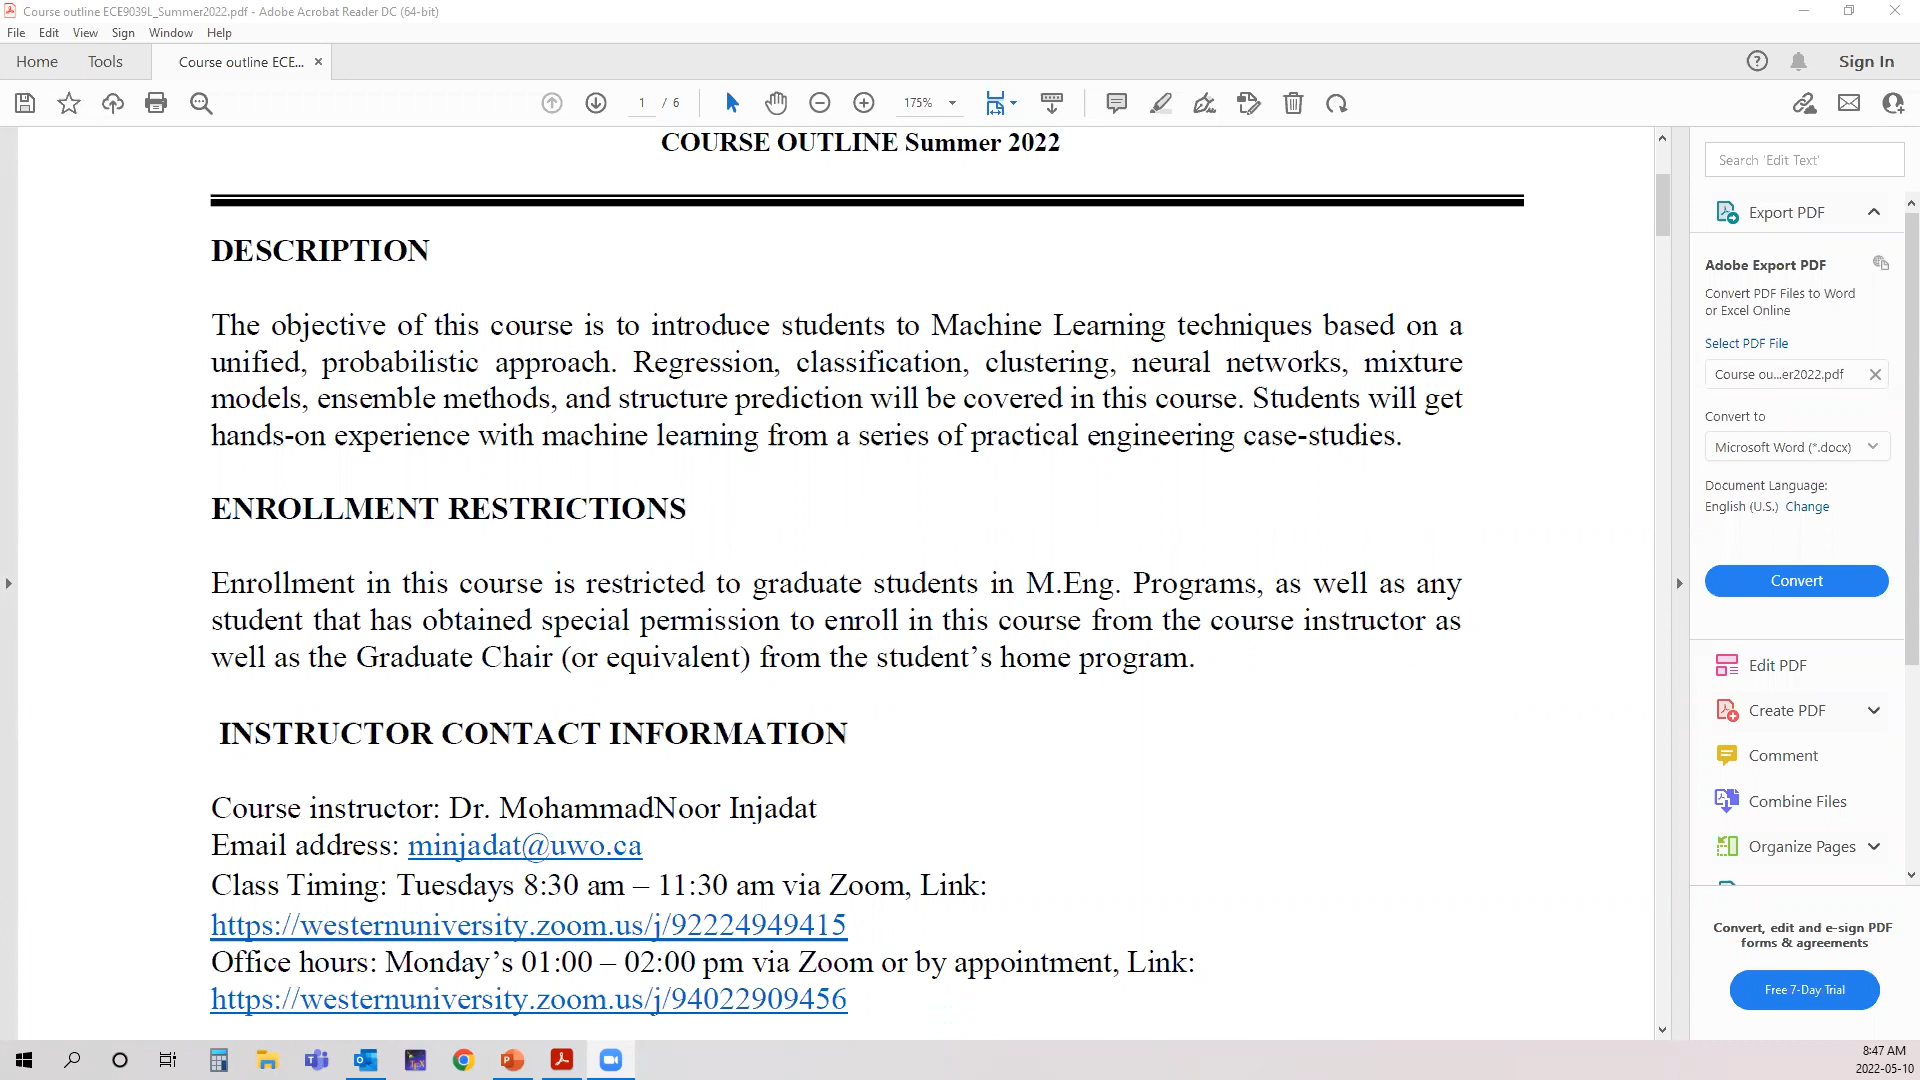 Course outline ECE9039L_Summer2022.pdf - Adobe Acrobat Reader DC (64-bit)
File Edit View Sign Window Help
Home Tools Course outline ECE... × Sign In
1 / 6 175%
COURSE OUTLINE Summer 2022
DESCRIPTION
The objective of this course is to introduce students to Machine Learning techniques based on a
unified, probabilistic approach. Regression, classification, clustering, neural networks, mixture
models, ensemble methods, and structure prediction will be covered in this course. Students will get
hands-on experience with machine learning from a series of practical engineering case-studies.
ENROLLMENT RESTRICTIONS
Enrollment in this course is restricted to graduate students in M.Eng. Programs, as well as any
student that has obtained special permission to enroll in this course from the course instructor as
well as the Graduate Chair (or equivalent) from the student’s home program.
INSTRUCTOR CONTACT INFORMATION
Course instructor: Dr. MohammadNoor Injadat
Email address: minjadat@uwo.ca
Class Timing: Tuesdays 8:30 am – 11:30 am via Zoom, Link:
https://westernuniversity.zoom.us/j/92224949415
Office hours: Monday’s 01:00 – 02:00 pm via Zoom or by appointment, Link:
https://westernuniversity.zoom.us/j/94022909456
Search 'Edit Text'
Export PDF
Adobe Export PDF
Convert PDF Files to Word
or Excel Online
Select PDF File
Course ou...er2022.pdf
Convert to
Microsoft Word (*.docx)
Document Language:
English (U.S.) Change
Convert
Edit PDF
Create PDF
Comment
Combine Files
Organize Pages
Convert, edit and e-sign PDF
forms & agreements
Free 7-Day Trial
8:47 AM
2022-05-10